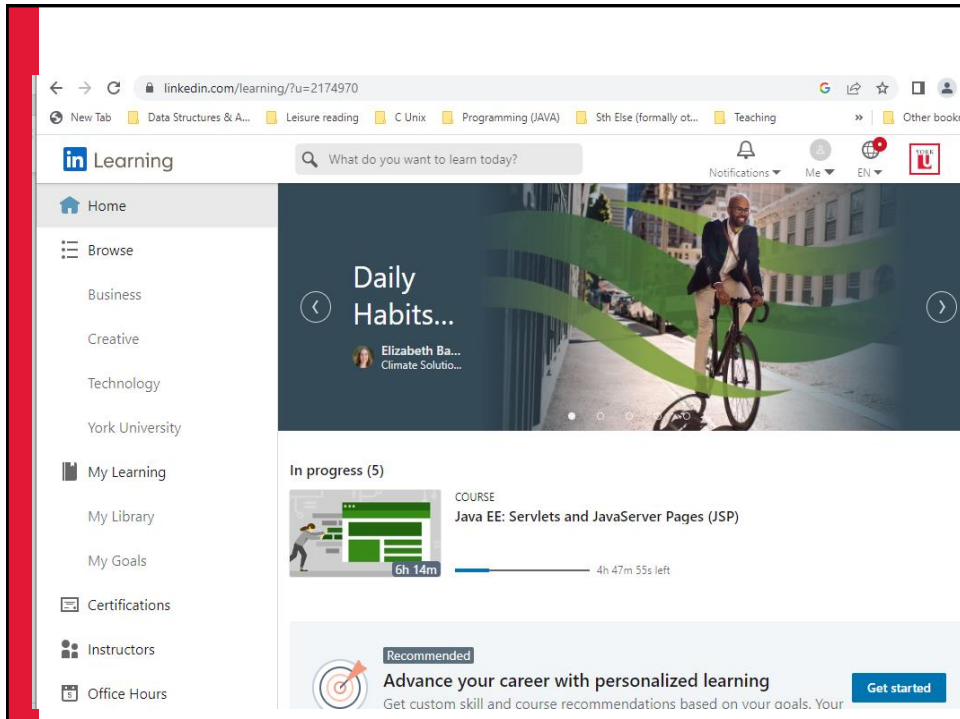 linkedin.com/learning/?u=2174970
New Tab Data Structures & A... Leisure reading C Unix Programming (JAVA) Sth Else (formally ot... Teaching » Other bookr
in Learning
What do you want to learn today?
Notifications
Me
EN
YORK U
Home
Browse
Business
Creative
Technology
York University
My Learning
My Library
My Goals
Certifications
Instructors
Office Hours
Daily
Habits...
Elizabeth Ba...
Climate Solutio...
In progress (5)
6h 14m
COURSE
Java EE: Servlets and JavaServer Pages (JSP)
4h 47m 55s left
Recommended
Advance your career with personalized learning
Get custom skill and course recommendations based on your goals. Your
Get started